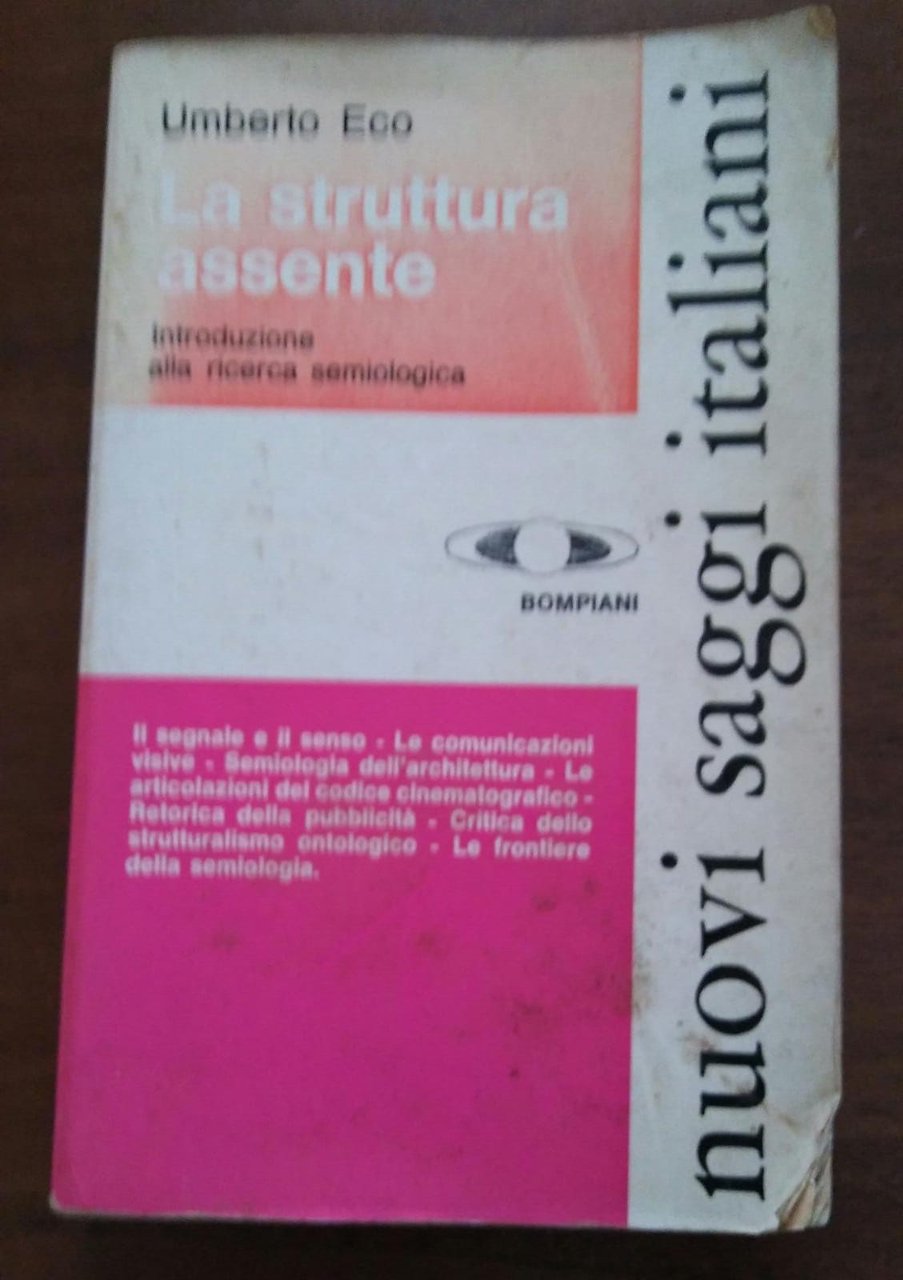 Umberto Eco
La struttura
assente
Introduzione
alla ricerca semiologica
BOMPIANI
Il segnale e il senso - Le comunicazioni
visive - Semiologia dell'architettura - Le
articolazioni del codice cinematografico -
Retorica della pubblicità - Critica dello
strutturalismo ontologico - Le frontiere
della semiologia.
nuovi saggi italiani